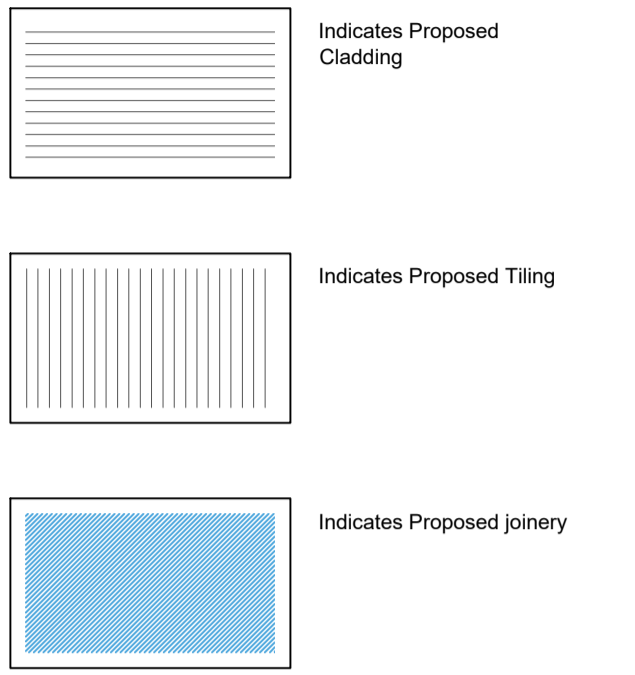 Indicates Proposed
Cladding
Indicates Proposed Tiling
Indicates Proposed joinery